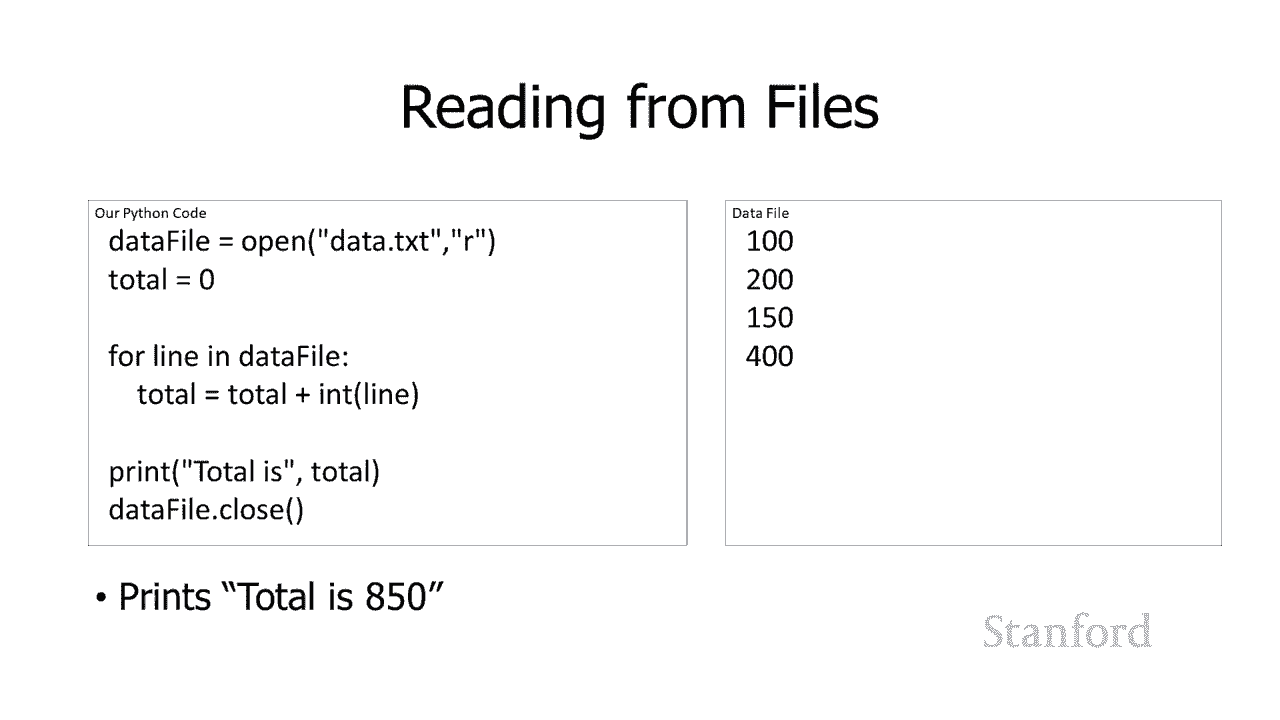 Reading from Files
Our Python Code
dataFile = open("data.txt","r")
total = 0
for line in dataFile:
total = total + int(line)
print("Total is", total)
dataFile.close()
Data File
100
200
150
400
• Prints “Total is 850”
Stanford